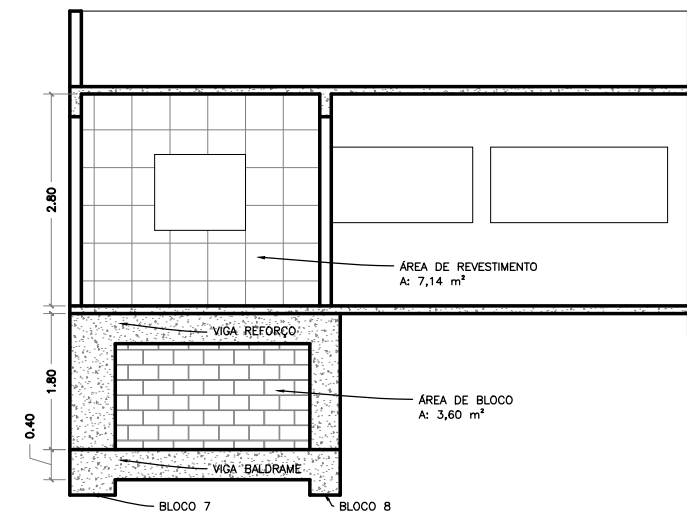 2.80
ÁREA DE REVESTIMENTO
A: 7,14 m²
VIGA REFORÇO
1.80
ÁREA DE BLOCO
A: 3,60 m²
0.40
VIGA BALDRAME
BLOCO 7
BLOCO 8